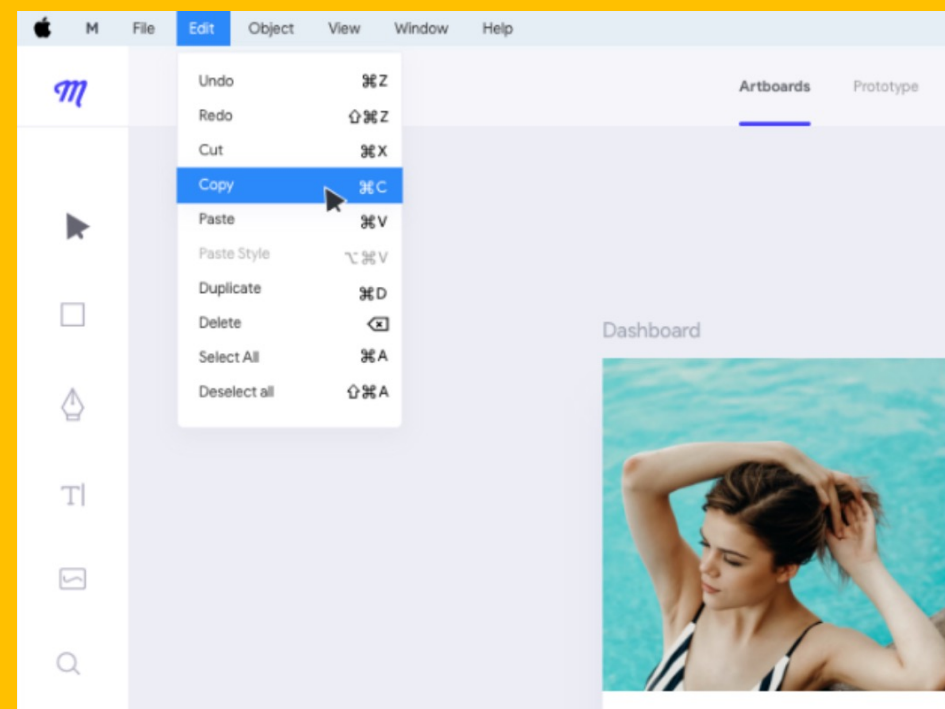 M File Edit Object View Window Help
m
Artboards Prototype
Undo ⌘Z
Redo ⇧⌘Z
Cut ⌘X
Copy ⌘C
Paste ⌘V
Paste Style ⌥⌘V
Duplicate ⌘D
Delete ⌫
Select All ⌘A
Deselect all ⇧⌘A
T
Dashboard